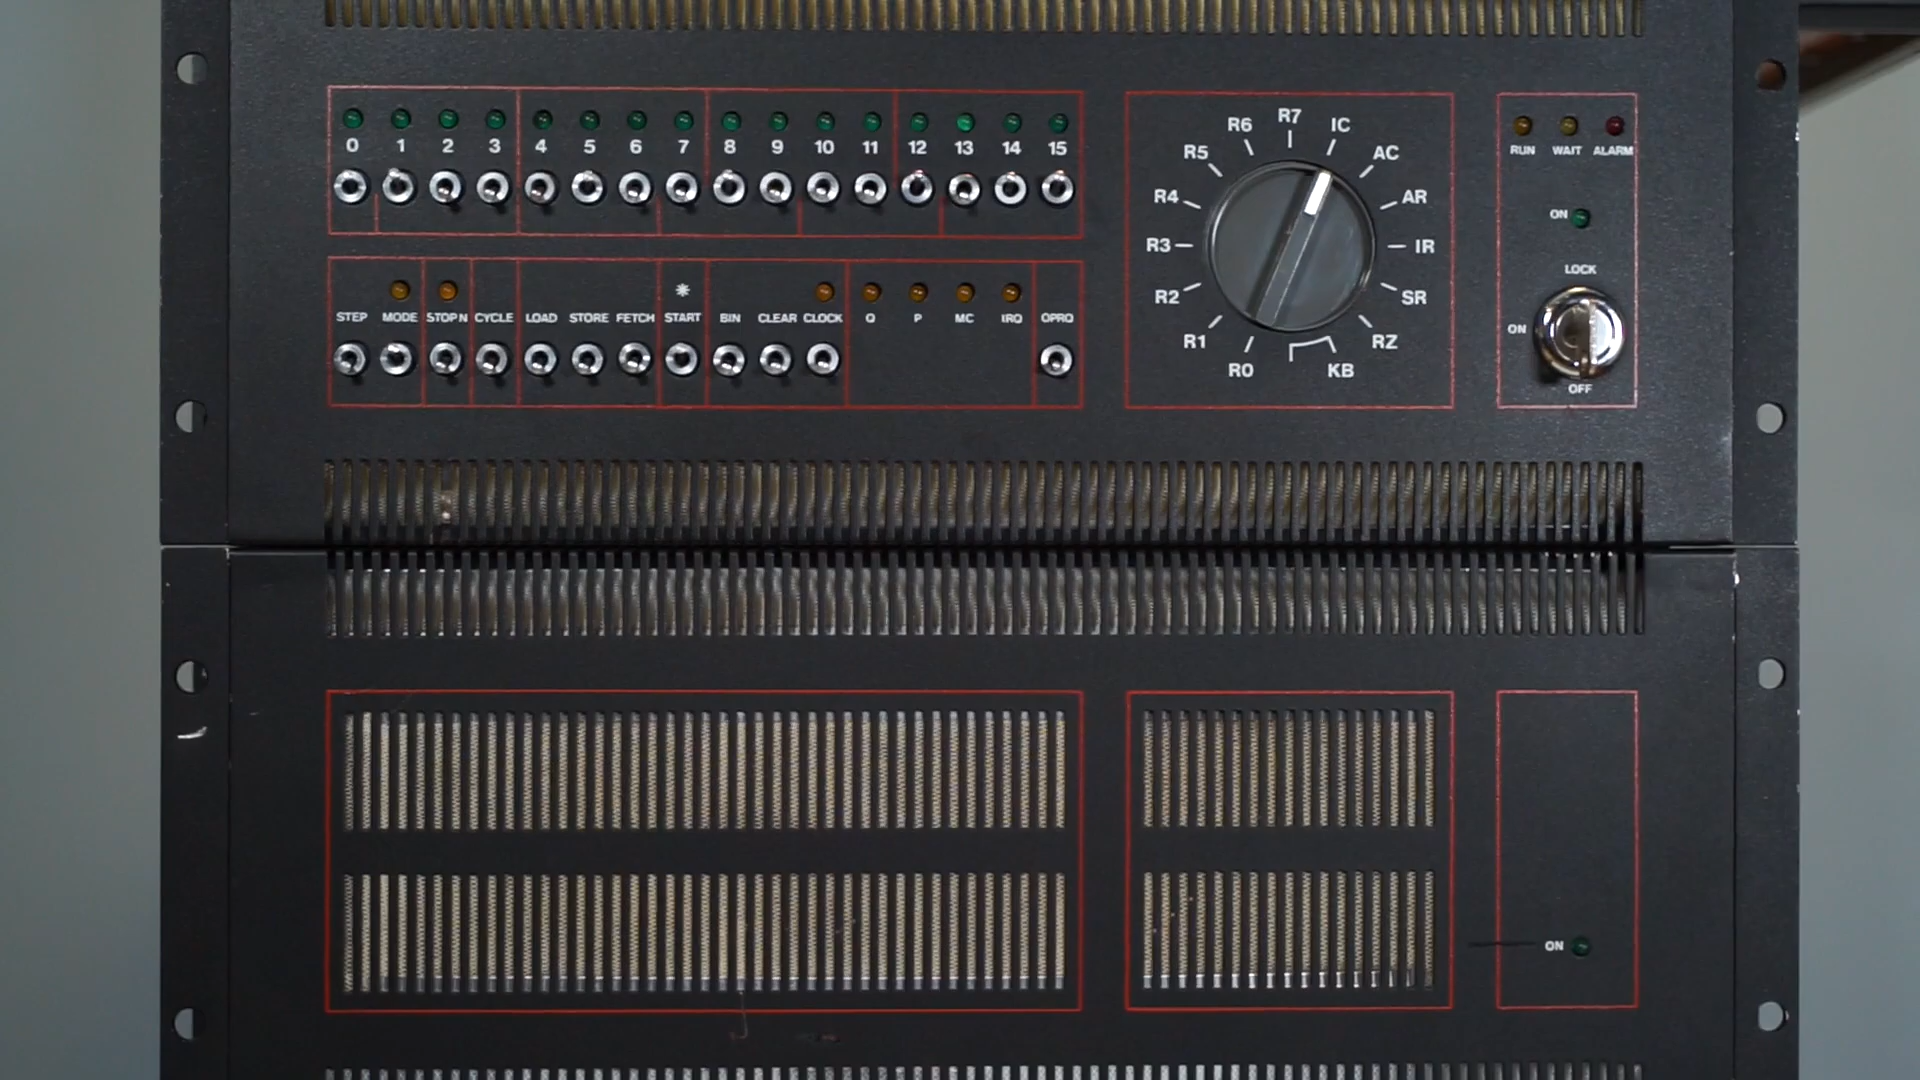 0 1 2 3 4 5 6 7 8 9 10 11 12 13 14 15
STEP MODE STOPN CYCLE LOAD STORE FETCH START BIN CLEAR CLOCK Q P MC IRQ OPRQ
R0
R1
R2
R3
R4
R5
R6
R7
IC
AC
AR
IR
SR
RZ
KB
RUN WAIT ALARM
ON
LOCK
ON
OFF
ON